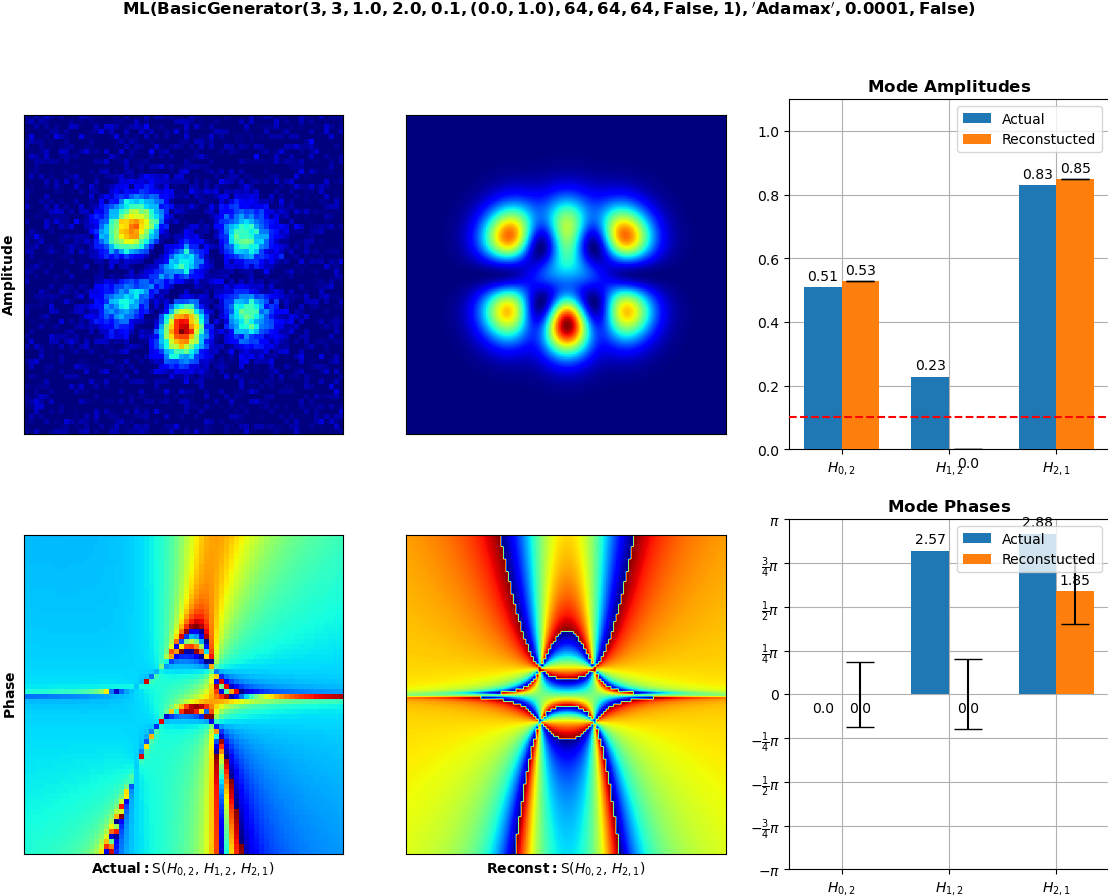 ML(BasicGenerator(3, 3, 1.0, 2.0, 0.1, (0.0, 1.0), 64, 64, 64, False, 1), ′Adamax′, 0.0001, False)
Mode Amplitudes
Actual
Reconstucted
1.0
0.8
0.6
0.4
0.2
0.0
0.51
0.53
0.23
0.0
0.83
0.85
H0, 2
H1, 2
H2, 1
Amplitude
Mode Phases
Actual
Reconstucted
π
3/4π
1/2π
1/4π
0
−1/4π
−1/2π
−3/4π
−π
0.0
0.0
2.57
0.0
2.88
1.85
H0, 2
H1, 2
H2, 1
Phase
Actual: S(H0, 2, H1, 2, H2, 1)
Reconst: S(H0, 2, H2, 1)